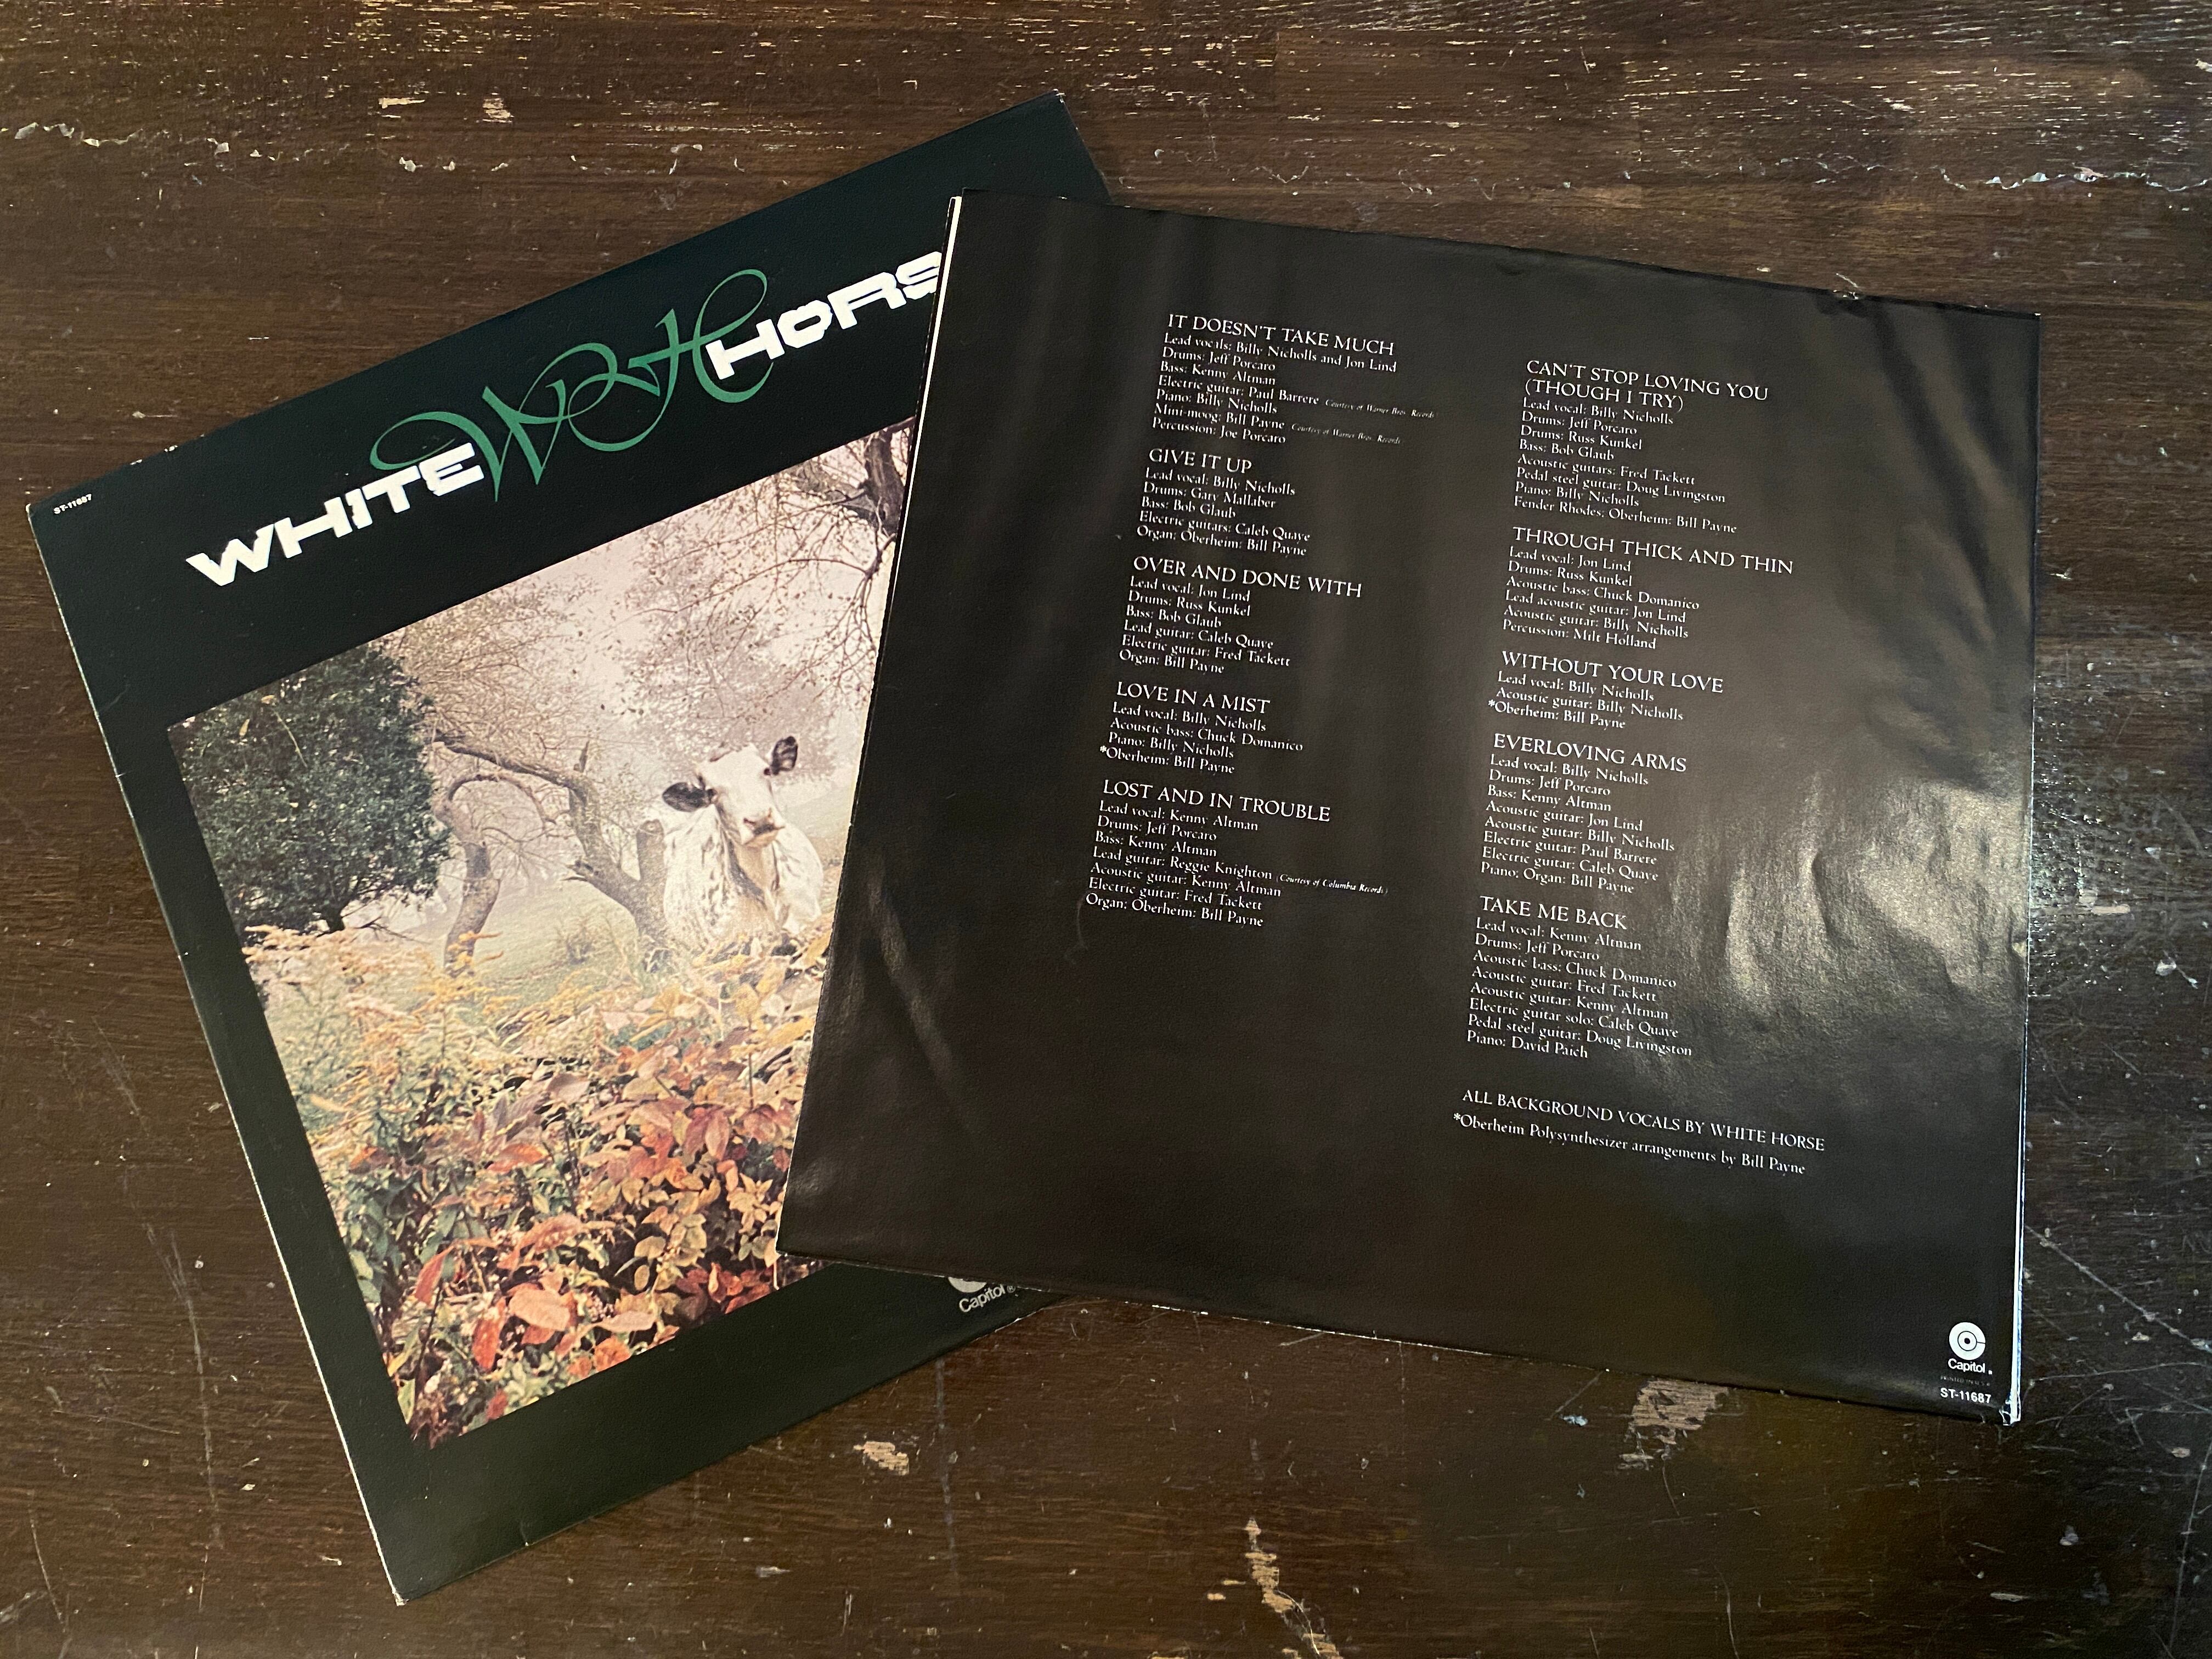 ST-11687
WHITE
WH
HORS
Capitol®
IT DOESN'T TAKE MUCH
Lead vocals: Billy Nicholls and Jon Lind
Drums: Jeff Porcaro
Bass: Kenny Altman
Electric guitar: Paul Barrere Courtesy of Warner Bros. Records
Piano: Billy Nicholls
Mini-moog: Bill Payne Courtesy of Warner Bros. Records
Percussion: Joe Porcaro
GIVE IT UP
Lead vocal: Billy Nicholls
Drums: Gary Mallaber
Bass: Bob Glaub
Electric guitars: Caleb Quaye
Organ; Oberheim: Bill Payne
OVER AND DONE WITH
Lead vocal: Jon Lind
Drums: Russ Kunkel
Bass: Bob Glaub
Lead guitar: Caleb Quaye
Electric guitar: Fred Tackett
Organ: Bill Payne
LOVE IN A MIST
Lead vocal: Billy Nicholls
Acoustic bass: Chuck Domanico
Piano: Billy Nicholls
*Oberheim: Bill Payne
LOST AND IN TROUBLE
Lead vocal: Kenny Altman
Drums: Jeff Porcaro
Bass: Kenny Altman
Lead guitar: Reggie Knighton (Courtesy of Columbia Records)
Acoustic guitar: Kenny Altman
Electric guitar: Fred Tackett
Organ; Oberheim: Bill Payne
CAN'T STOP LOVING YOU
(THOUGH I TRY)
Lead vocal: Billy Nicholls
Drums: Jeff Porcaro
Drums: Russ Kunkel
Bass: Bob Glaub
Acoustic guitars: Fred Tackett
Pedal steel guitar: Doug Livingston
Piano: Billy Nicholls
Fender Rhodes; Oberheim: Bill Payne
THROUGH THICK AND THIN
Lead vocal: Jon Lind
Drums: Russ Kunkel
Acoustic bass: Chuck Domanico
Lead acoustic guitar: Jon Lind
Acoustic guitar: Billy Nicholls
Percussion: Milt Holland
WITHOUT YOUR LOVE
Lead vocal: Billy Nicholls
Acoustic guitar: Billy Nicholls
*Oberheim: Bill Payne
EVERLOVING ARMS
Lead vocal: Billy Nicholls
Drums: Jeff Porcaro
Bass: Kenny Altman
Acoustic guitar: Jon Lind
Acoustic guitar: Billy Nicholls
Electric guitar: Paul Barrere
Electric guitar: Caleb Quaye
Piano; Organ: Bill Payne
TAKE ME BACK
Lead vocal: Kenny Altman
Drums: Jeff Porcaro
Acoustic bass: Chuck Domanico
Acoustic guitar: Fred Tackett
Acoustic guitar: Kenny Altman
Electric guitar solo: Caleb Quaye
Pedal steel guitar: Doug Livingston
Piano: David Paich
ALL BACKGROUND VOCALS BY WHITE HORSE
*Oberheim Polysynthesizer arrangements by Bill Payne
Capitol
ST-11687